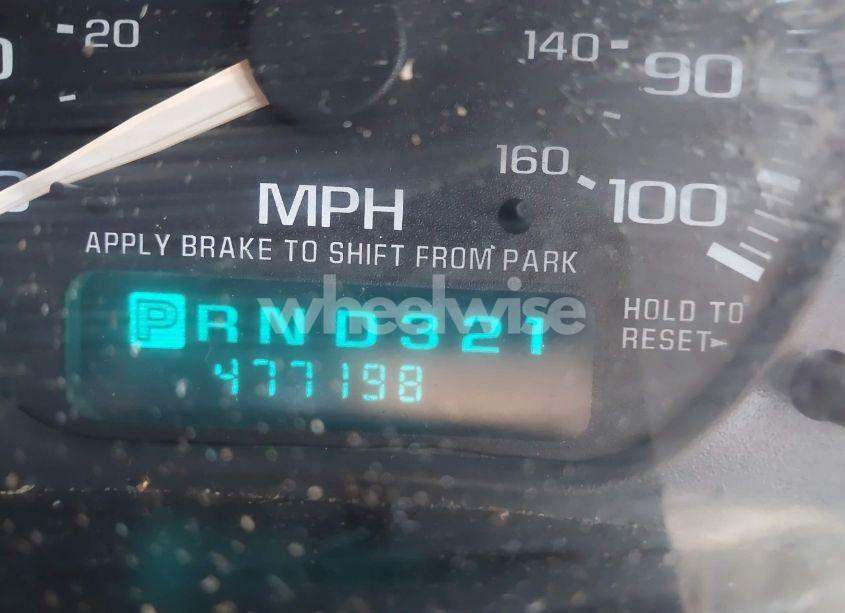 20
140 90
160 100
MPH
APPLY BRAKE TO SHIFT FROM PARK
wheelwise
PRND321
477198
HOLD TO
RESET